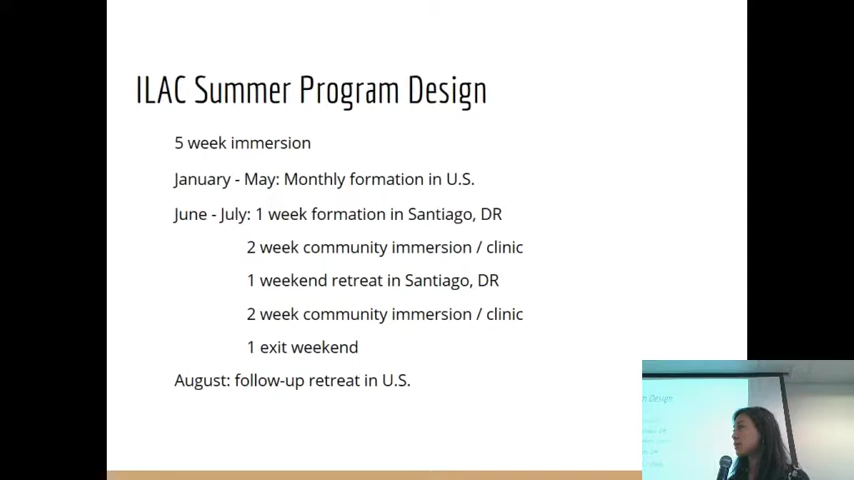 ILAC Summer Program Design
5 week immersion
January - May: Monthly formation in U.S.
June - July: 1 week formation in Santiago, DR
2 week community immersion / clinic
1 weekend retreat in Santiago, DR
2 week community immersion / clinic
1 exit weekend
August: follow-up retreat in U.S.
Design